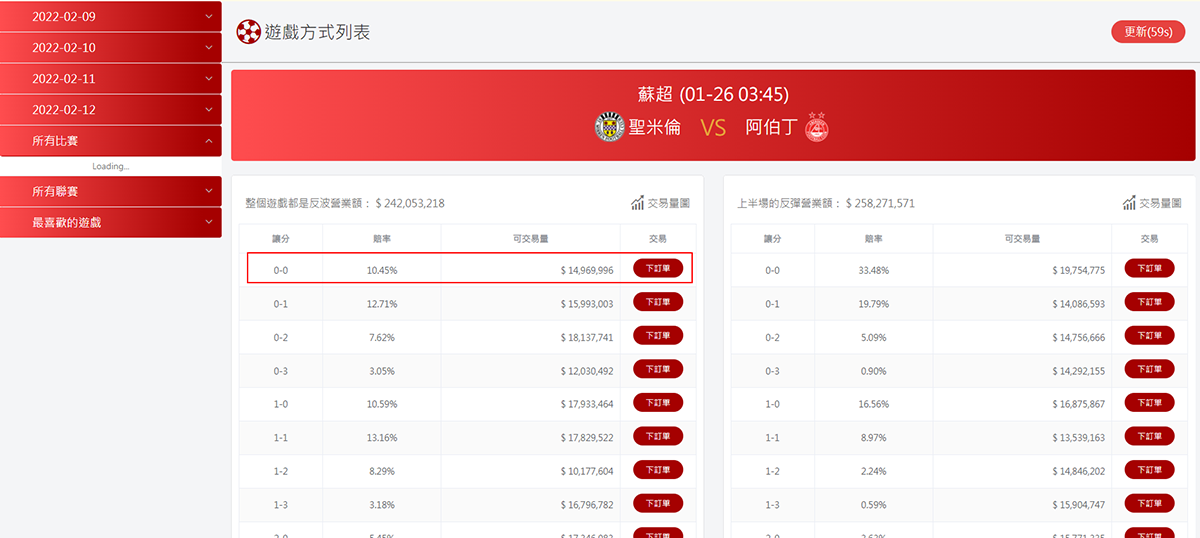 2022-02-09
2022-02-10
2022-02-11
2022-02-12
所有比賽
Loading...
所有聯賽
最喜歡的遊戲
遊戲方式列表
更新(59s)
蘇超 (01-26 03:45)
聖米倫 VS 阿伯丁
整個遊戲都是反波營業額： $ 242,053,218 交易量圖
讓分 賠率 可交易量 交易
0-0 10.45% $ 14,969,996 下訂單
0-1 12.71% $ 15,993,003 下訂單
0-2 7.62% $ 18,137,741 下訂單
0-3 3.05% $ 12,030,492 下訂單
1-0 10.59% $ 17,933,464 下訂單
1-1 13.16% $ 17,829,522 下訂單
1-2 8.29% $ 10,177,604 下訂單
1-3 3.18% $ 16,796,782 下訂單
上半場的反彈營業額： $ 258,271,571 交易量圖
讓分 賠率 可交易量 交易
0-0 33.48% $ 19,754,775 下訂單
0-1 19.79% $ 14,086,593 下訂單
0-2 5.09% $ 14,756,666 下訂單
0-3 0.90% $ 14,292,155 下訂單
1-0 16.56% $ 16,875,867 下訂單
1-1 8.97% $ 13,539,163 下訂單
1-2 2.24% $ 14,846,202 下訂單
1-3 0.59% $ 15,904,747 下訂單